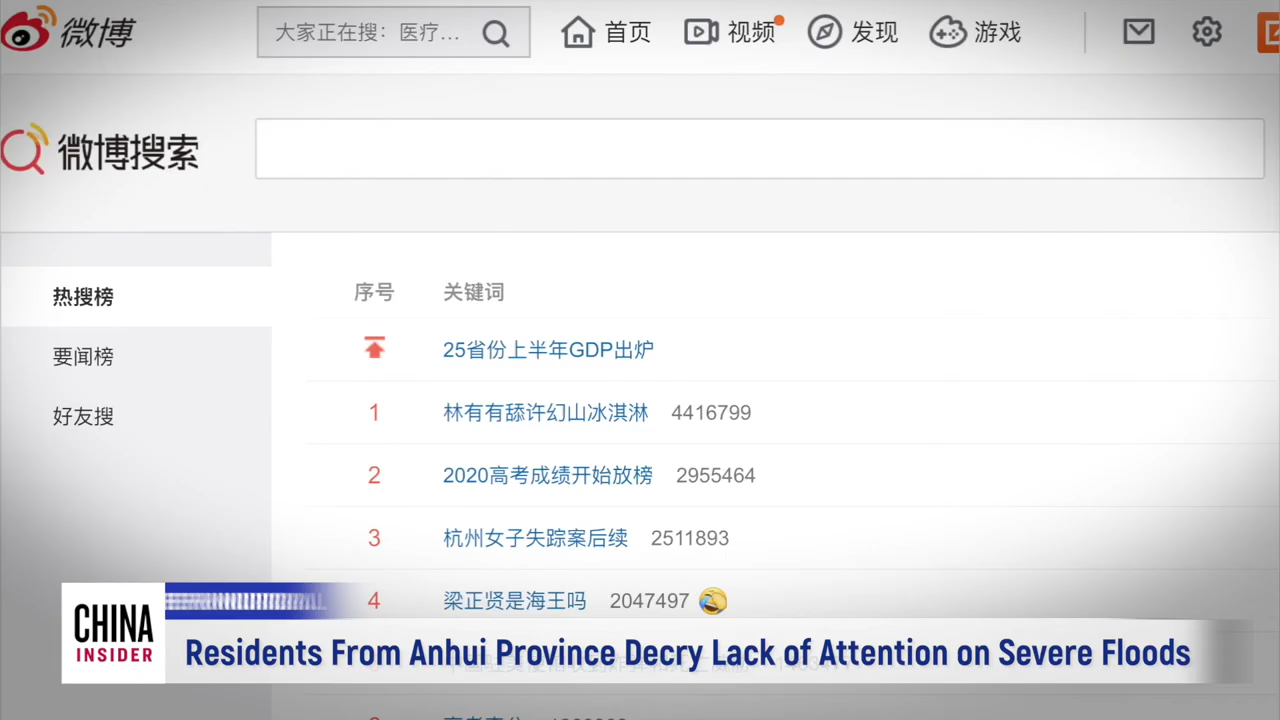 微博
大家正在搜：医疗...
首页
视频
发现
游戏
微博搜索
热搜榜
要闻榜
好友搜
序号 关键词
25省份上半年GDP出炉
1 林有有舔许幻山冰淇淋 4416799
2 2020高考成绩开始放榜 2955464
3 杭州女子失踪案后续 2511893
4 梁正贤是海王吗 2047497
CHINA
INSIDER
Residents From Anhui Province Decry Lack of Attention on Severe Floods